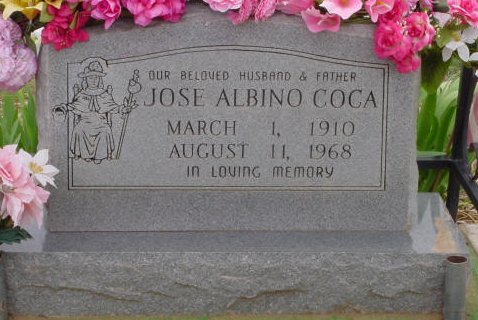 OUR BELOVED HUSBAND & FATHER
JOSE ALBINO COCA
MARCH 1, 1910
AUGUST 11, 1968
IN LOVING MEMORY